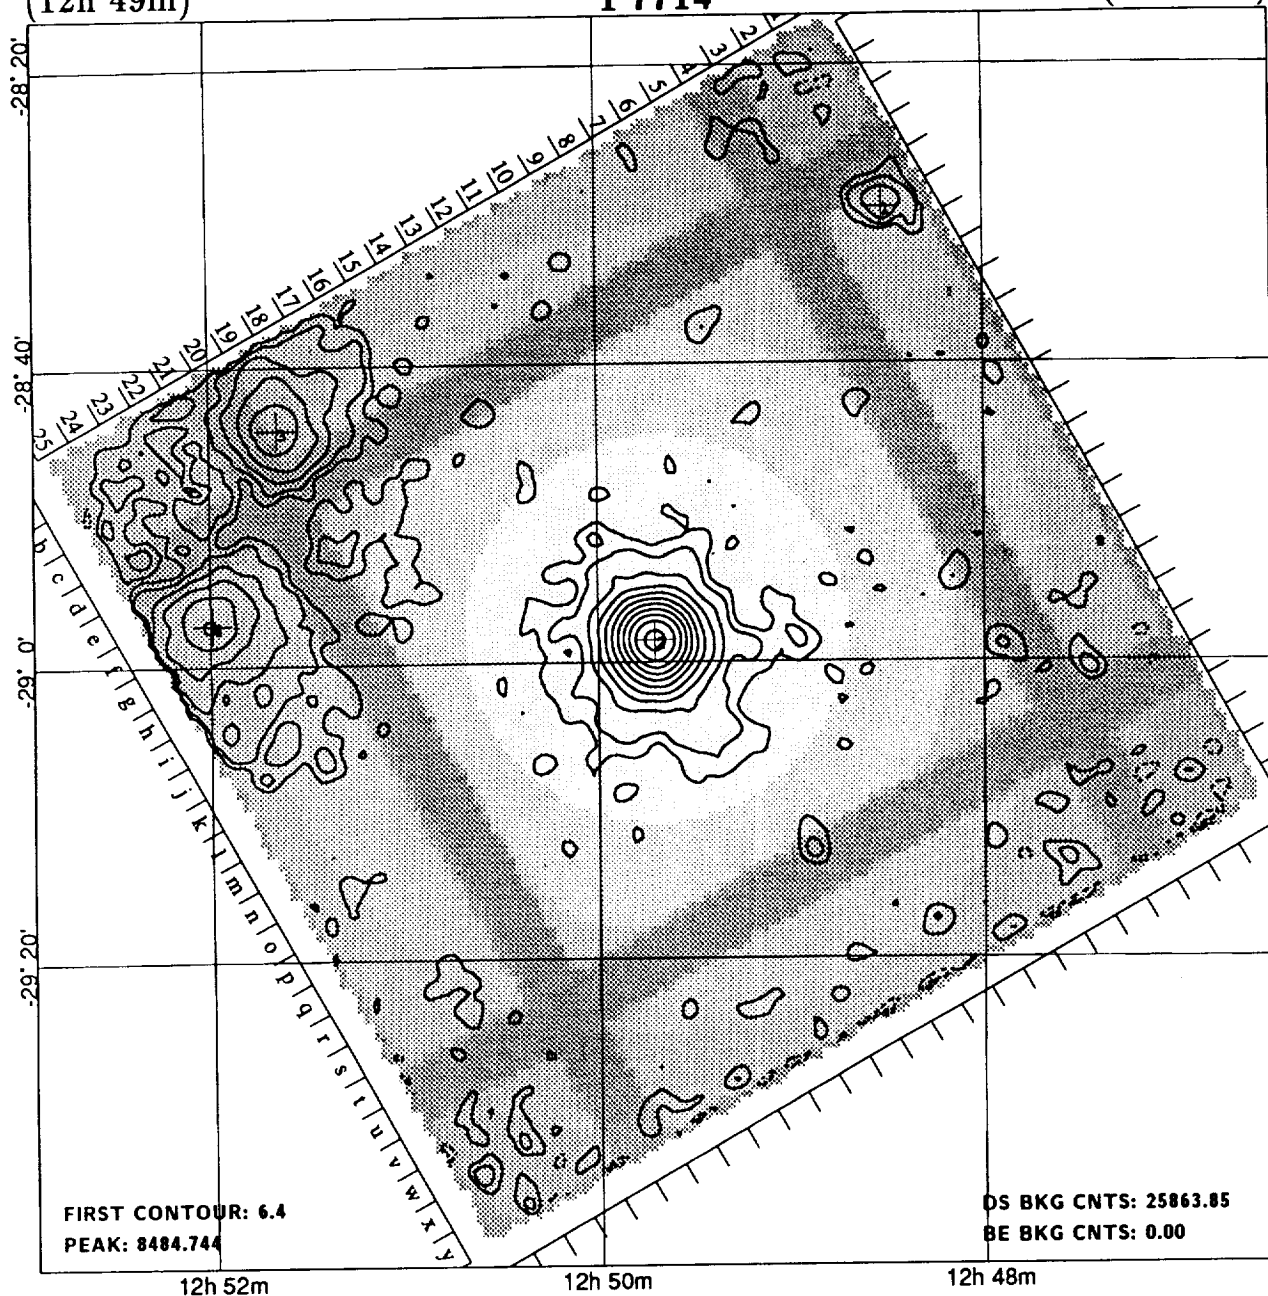 (12h 49m)
-28° 20'
1 2 3 4 5 6 7 8 9 10 11 12 13 14 15 16 17 18 19 20 21 22 23 24 25
-28° 40'
b c d e f g h i j k l m n o p q r s t u v w x y
-29° 0'
-29° 20'
FIRST CONTOUR: 6.4
PEAK: 8484.744
DS BKG CNTS: 25863.85
BE BKG CNTS: 0.00
12h 52m 12h 50m 12h 48m